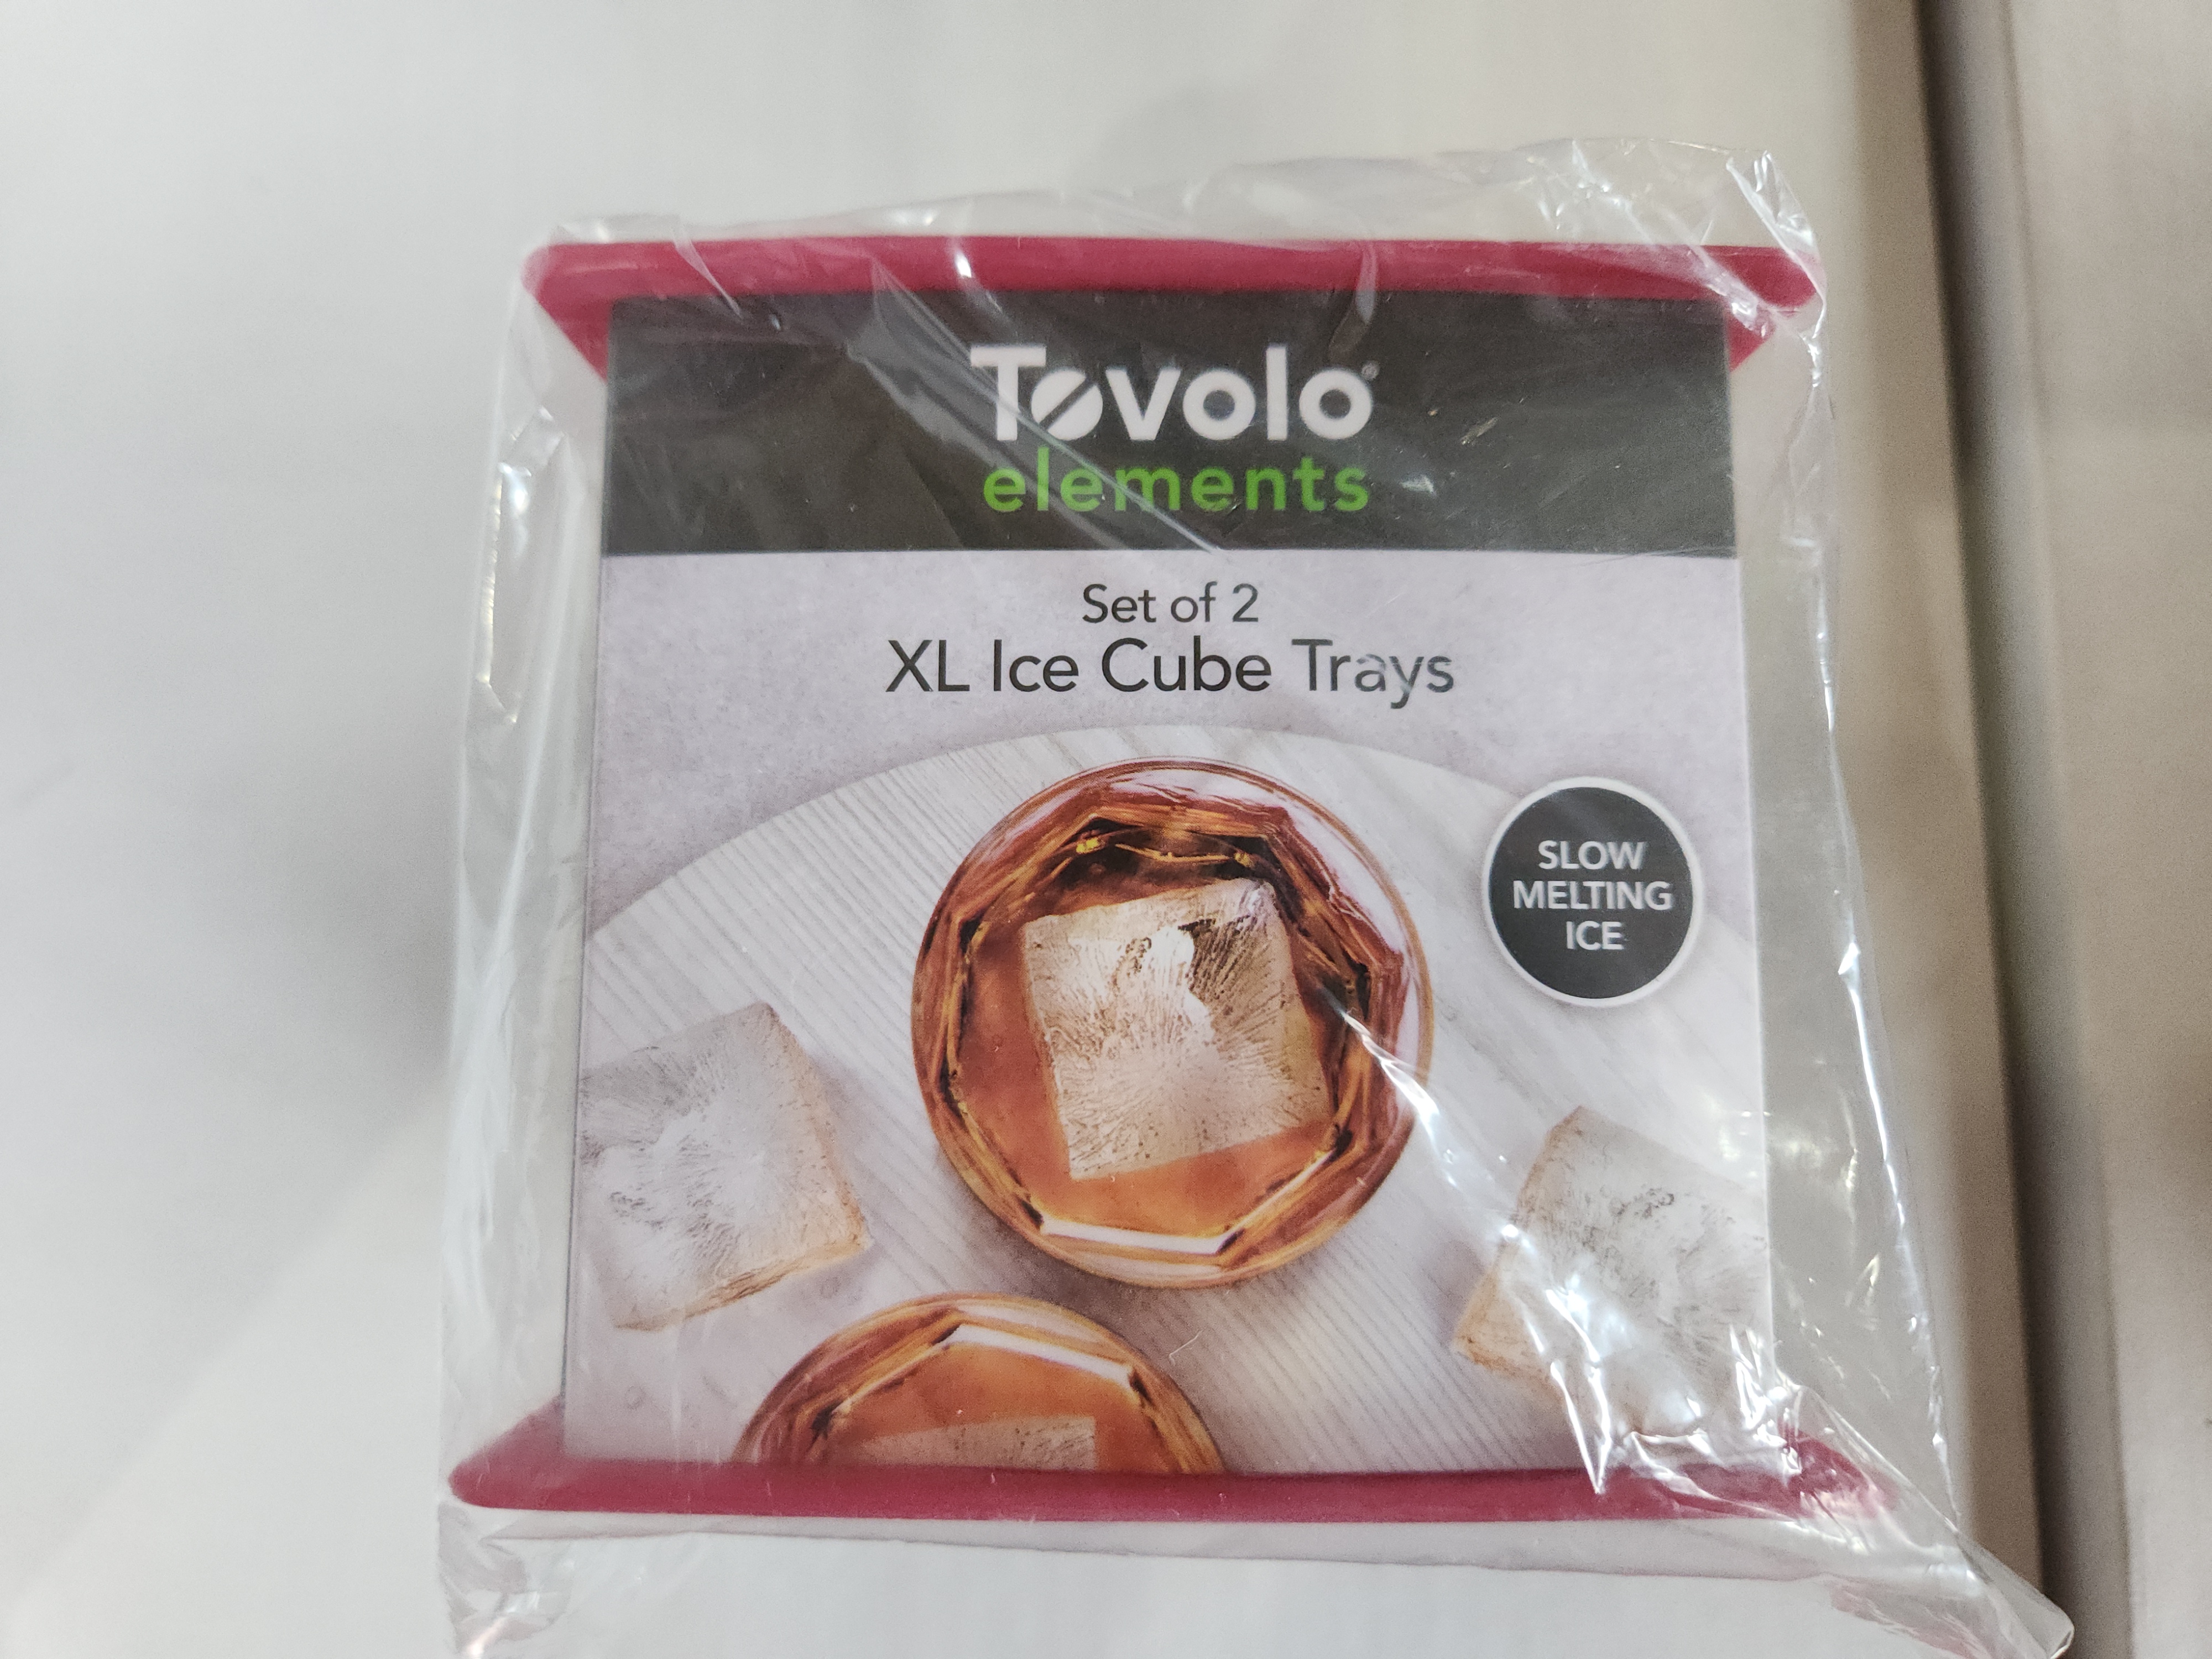 Tovolo®
elements
Set of 2
XL Ice Cube Trays
SLOW
MELTING
ICE